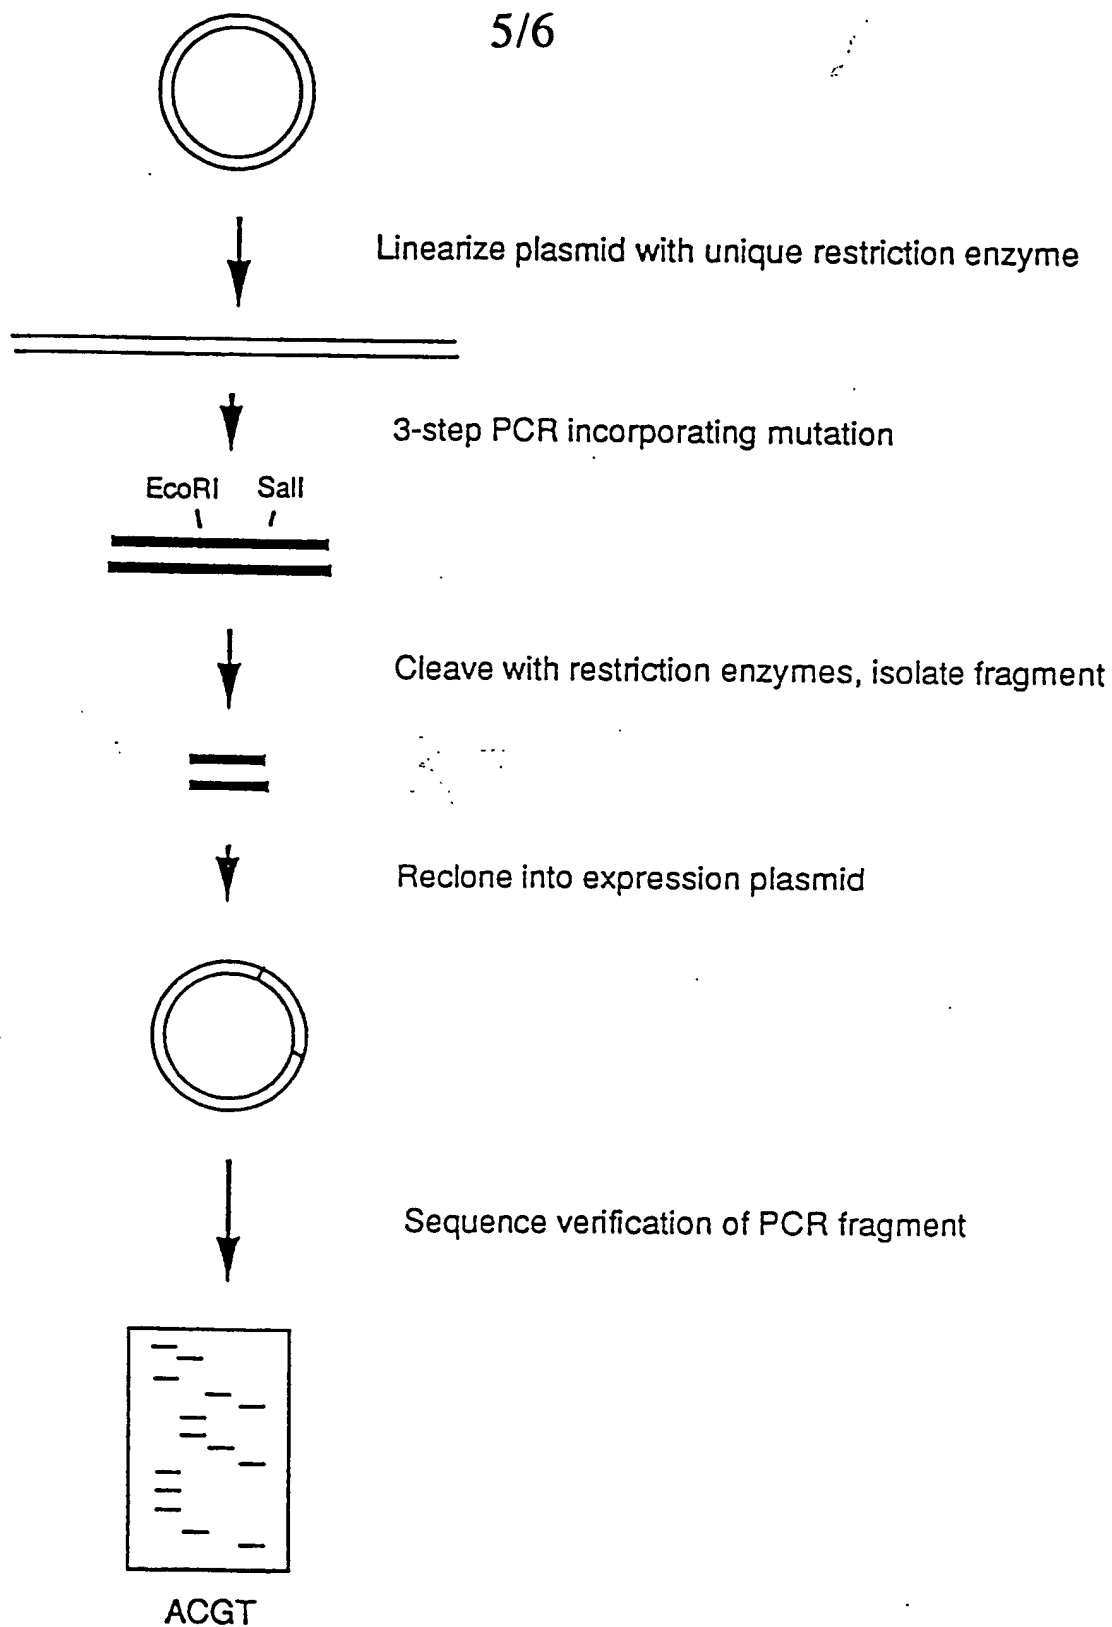 5/6
Linearize plasmid with unique restriction enzyme
3-step PCR incorporating mutation
EcoRI SalI
Cleave with restriction enzymes, isolate fragment
Reclone into expression plasmid
Sequence verification of PCR fragment
ACGT